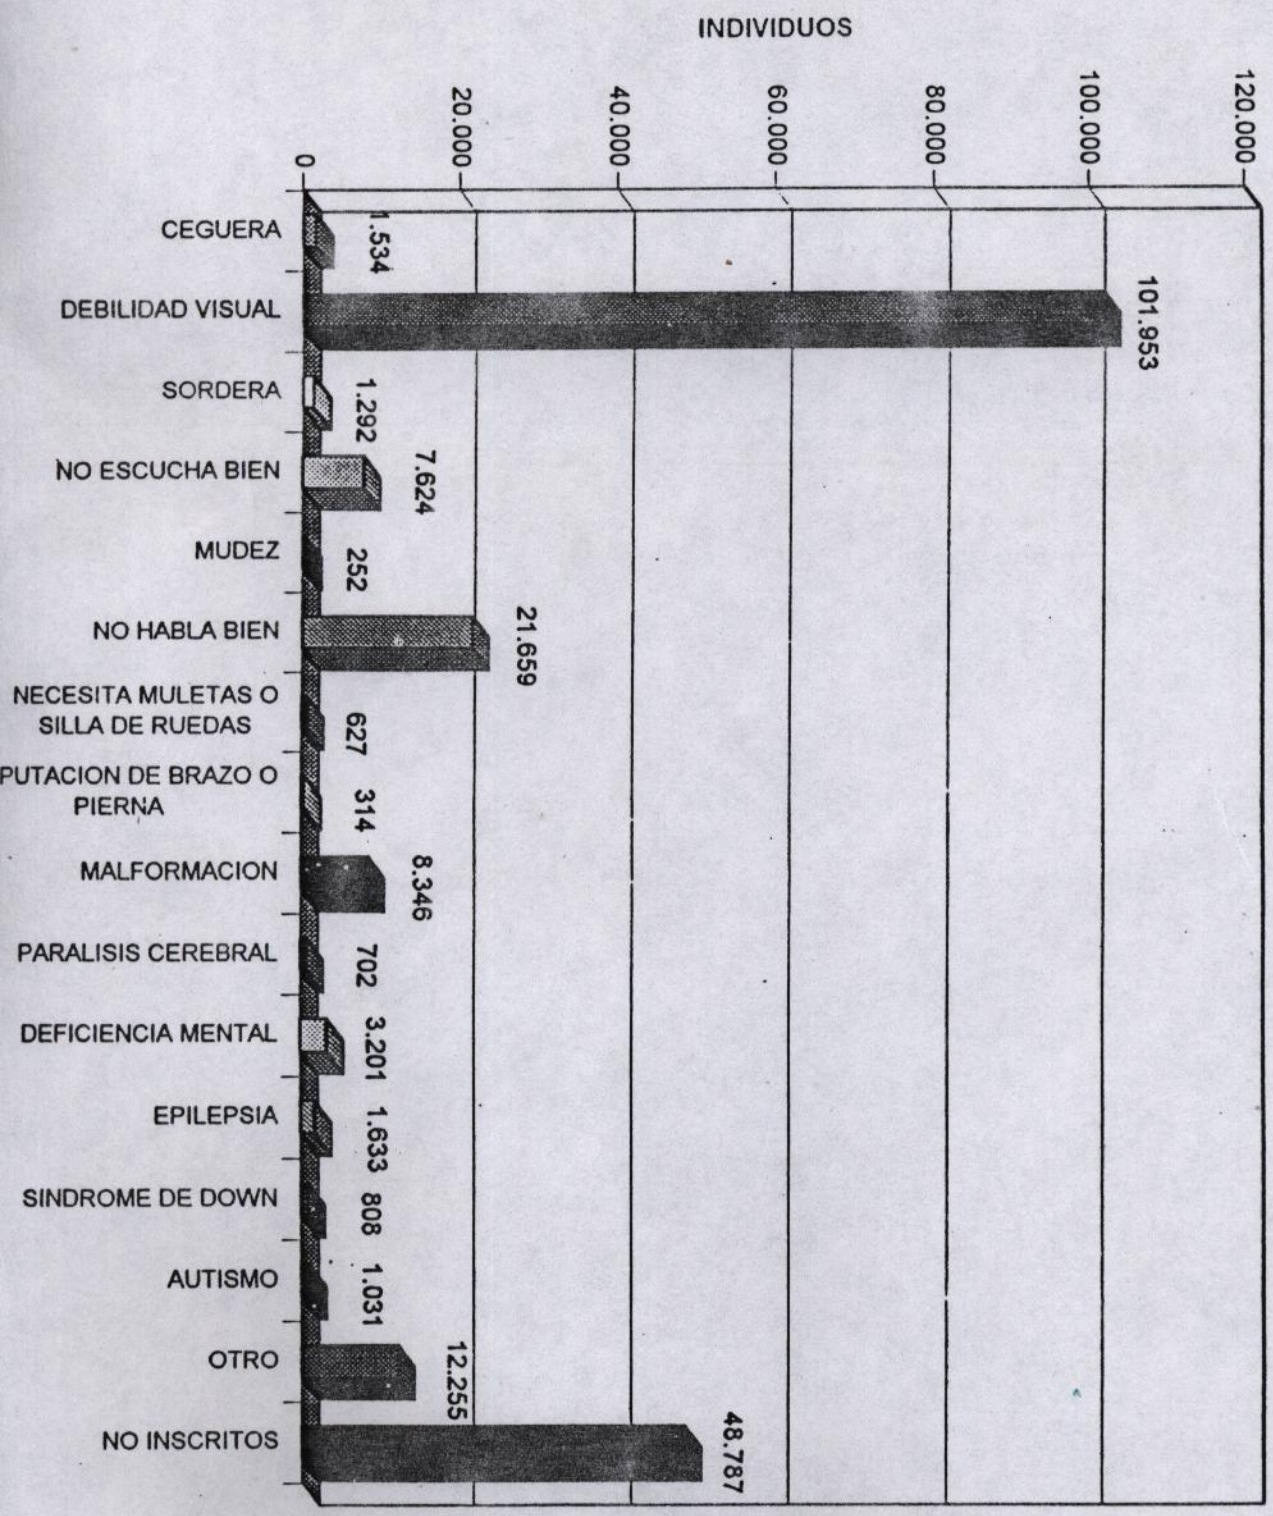 INDIVIDUOS
0
20.000
40.000
60.000
80.000
100.000
120.000
CEGUERA
1.534
DEBILIDAD VISUAL
101.953
SORDERA
1.292
NO ESCUCHA BIEN
7.624
MUDEZ
252
NO HABLA BIEN
21.659
NECESITA MULETAS O
SILLA DE RUEDAS
627
PUTACION DE BRAZO O
PIERNA
314
MALFORMACION
8.346
PARALISIS CEREBRAL
702
DEFICIENCIA MENTAL
3.201
EPILEPSIA
1.633
SINDROME DE DOWN
808
AUTISMO
1.031
OTRO
12.255
NO INSCRITOS
48.787